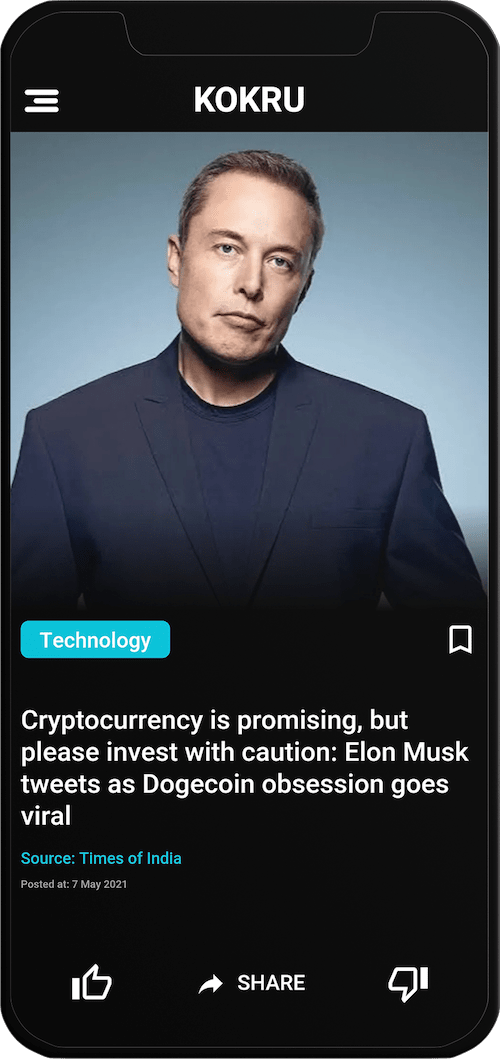 KOKRU
Technology
Cryptocurrency is promising, but
please invest with caution: Elon Musk
tweets as Dogecoin obsession goes
viral
Source: Times of India
Posted at: 7 May 2021
SHARE